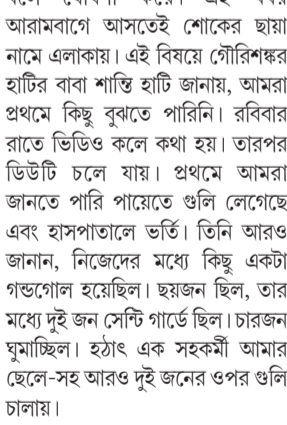 আরামবাগে আসতেই শোকের ছায়া
নামে এলাকায়। এই বিষয়ে গৌরিশঙ্কর
হাটির বাবা শান্তি হাটি জানায়, আমরা
প্রথমে কিছু বুঝতে পারিনি। রবিবার
রাতে ভিডিও কলে কথা হয়। তারপর
ডিউটি চলে যায়। প্রথমে আমরা
জানতে পারি পায়েতে গুলি লেগেছে
এবং হাসপাতালে ভর্তি। তিনি আরও
জানান, নিজেদের মধ্যে কিছু একটা
গন্ডগোল হয়েছিল। ছয়জন ছিল, তার
মধ্যে দুই জন সেন্টি গার্ডে ছিল। চারজন
ঘুমাচ্ছিল। হঠাৎ এক সহকর্মী আমার
ছেলে-সহ আরও দুই জনের ওপর গুলি
চালায়।